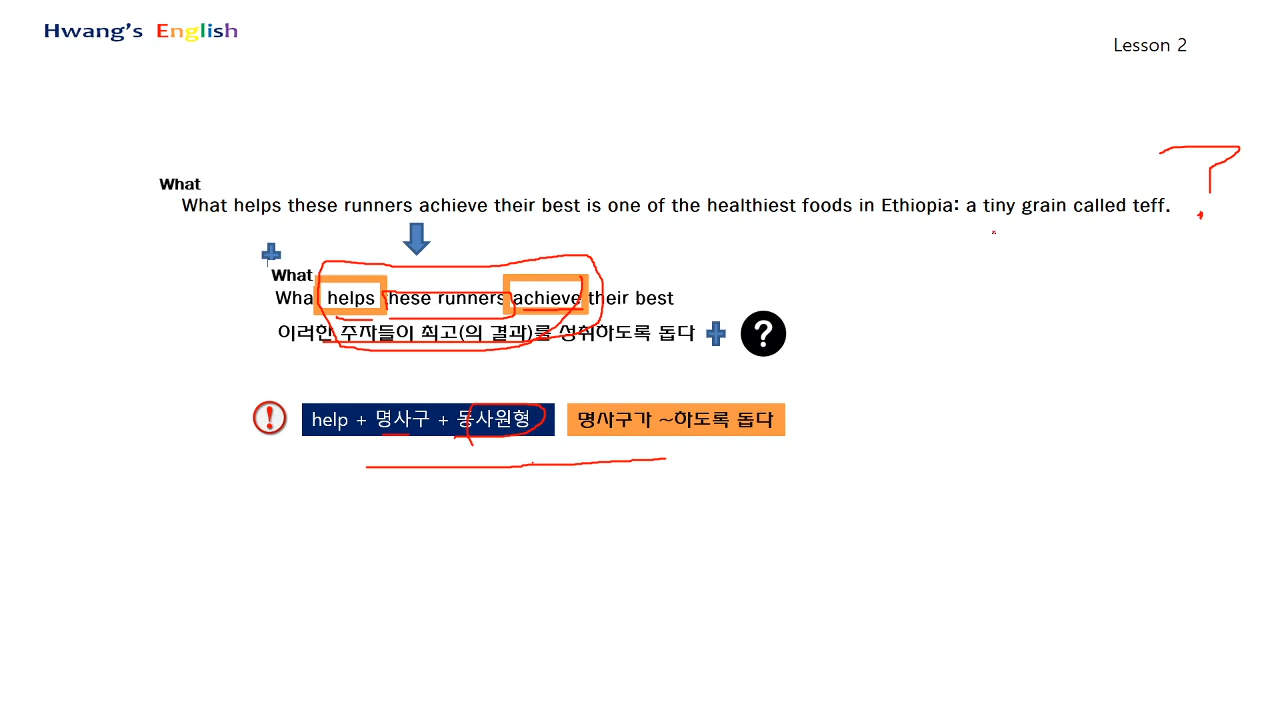 Hwang's English
Lesson 2
What
What helps these runners achieve their best is one of the healthiest foods in Ethiopia: a tiny grain called teff.
What
Wha helps hese runners achieve their best
이러한 주자들이 최고(의 결과)를 성취하도록 돕다
?
! help + 명사구 + 동사원형 명사구가 ~하도록 돕다